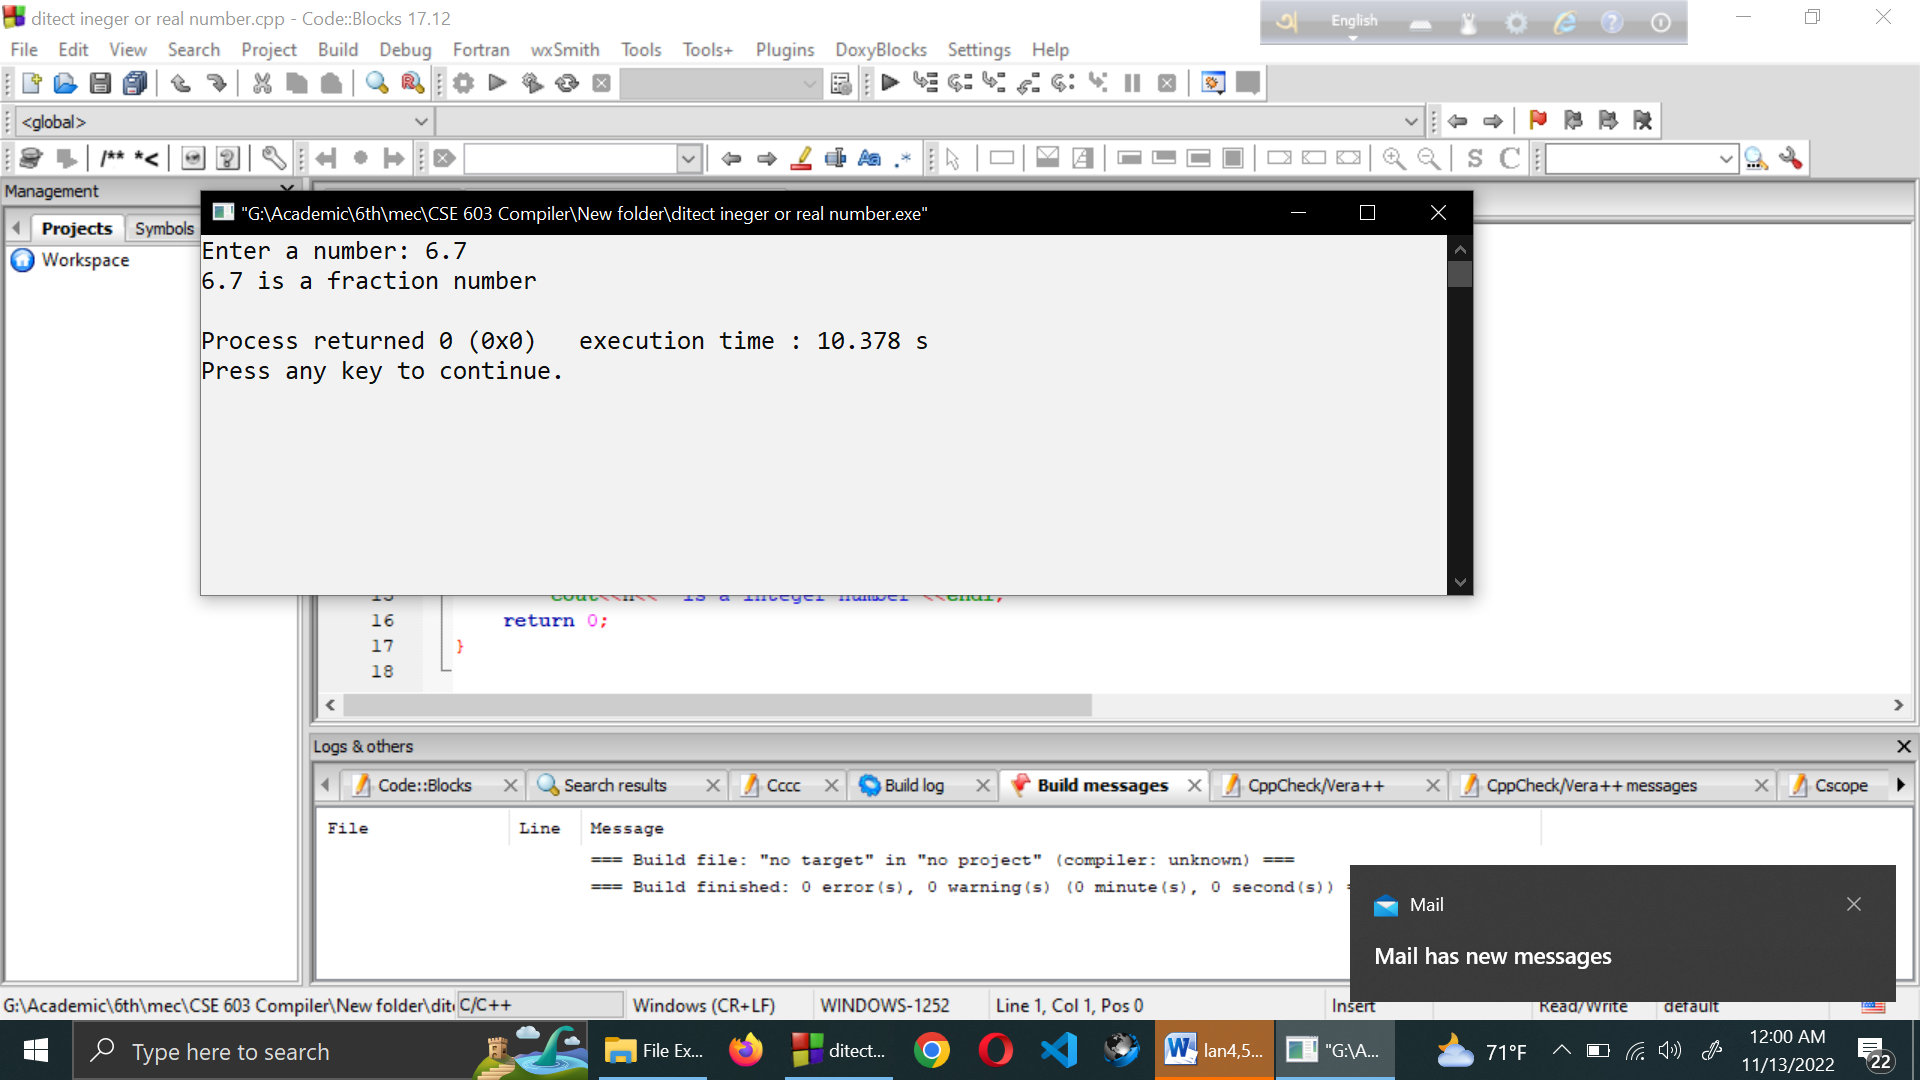 ditect ineger or real number.cpp - Code::Blocks 17.12
English
File Edit View Search Project Build Debug Fortran wxSmith Tools Tools+ Plugins DoxyBlocks Settings Help
<global>
/** *<
Management
Projects Symbols
Workspace
"G:\Academic\6th\mec\CSE 603 Compiler\New folder\ditect ineger or real number.exe"
Enter a number: 6.7
6.7 is a fraction number
Process returned 0 (0x0) execution time : 10.378 s
Press any key to continue.
15 cout<<n<<" is a integer number"<<endl;
16 return 0;
17 }
18
Logs & others
Code::Blocks Search results Cccc Build log Build messages CppCheck/Vera++ CppCheck/Vera++ messages Cscope
File Line Message
=== Build file: "no target" in "no project" (compiler: unknown) ===
=== Build finished: 0 error(s), 0 warning(s) (0 minute(s), 0 second(s))
Mail
Mail has new messages
G:\Academic\6th\mec\CSE 603 Compiler\New folder\dit C/C++ Windows (CR+LF) WINDOWS-1252 Line 1, Col 1, Pos 0 Insert Read/Write default
Type here to search File Ex... ditect... lan4,5... "G:\A... 71°F 12:00 AM
11/13/2022 22